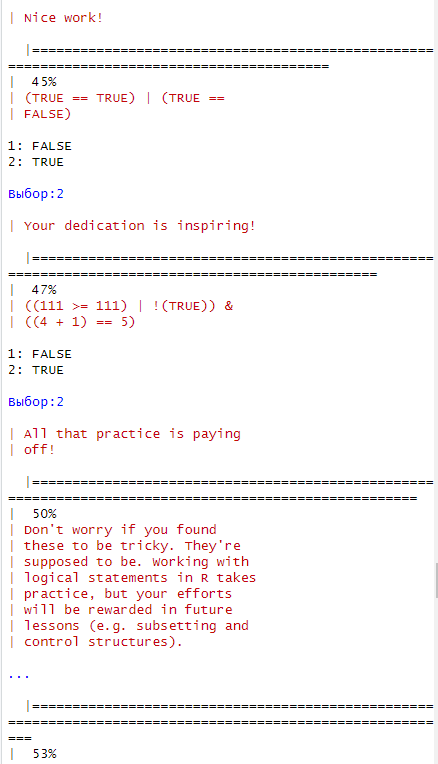 | Nice work!
|==================================================
========================================
| 45%
| (TRUE == TRUE) | (TRUE ==
| FALSE)
1: FALSE
2: TRUE
Выбор:2
| Your dedication is inspiring!
|==================================================
==============================================
| 47%
| ((111 >= 111) | !(TRUE)) &
| ((4 + 1) == 5)
1: FALSE
2: TRUE
Выбор:2
| All that practice is paying
| off!
|==================================================
===================================================
| 50%
| Don't worry if you found
| these to be tricky. They're
| supposed to be. Working with
| logical statements in R takes
| practice, but your efforts
| will be rewarded in future
| lessons (e.g. subsetting and
| control structures).
...
|==================================================
=====================================================
===
| 53%